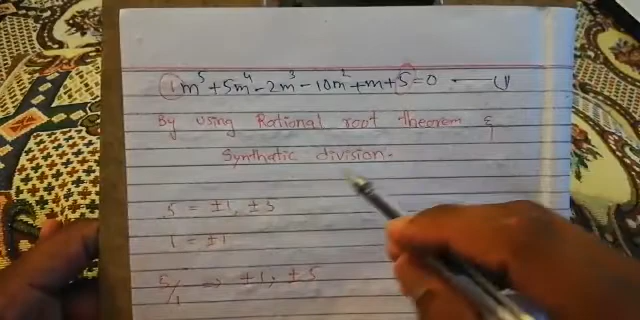 1m⁵+5m⁴-2m³-10m²+m+5=0 —(1)
By using Rational root theorem &
Synthatic division.
5 = ±1, ±5
1 = ±1
5/1 ⇒ ±1, ±5